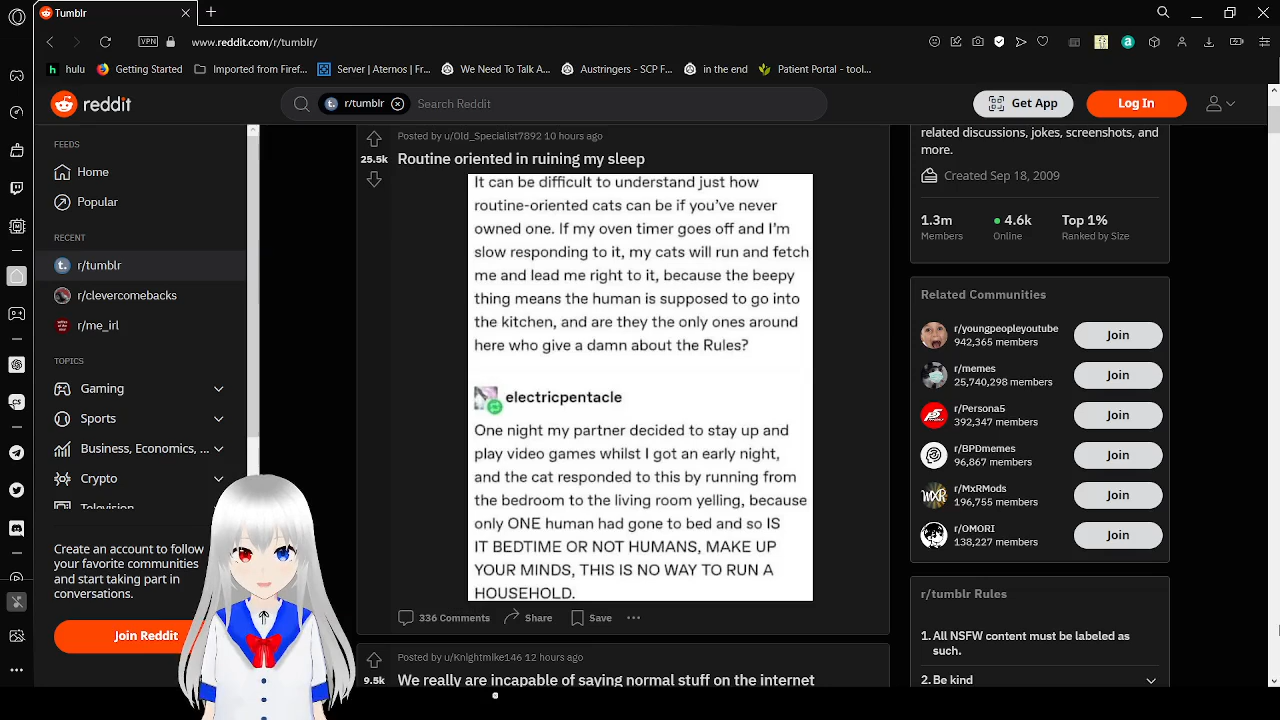 Tumblr
VPN
www.reddit.com/r/tumblr/
hulu
Getting Started
Imported from Firef...
Server | Aternos | Fr...
We Need To Talk A...
Austringers - SCP F...
in the end
Patient Portal - tool...
reddit
r/tumblr
Search Reddit
Get App
Log In
FEEDS
Home
Popular
RECENT
r/tumblr
r/clevercomebacks
r/me_irl
TOPICS
Gaming
Sports
Business, Economics, ...
Crypto
Television
Create an account to follow
your favorite communities
and start taking part in
conversations.
Join Reddit
Posted by u/Old_Specialist7892 10 hours ago
25.5k
Routine oriented in ruining my sleep
It can be difficult to understand just how
routine-oriented cats can be if you've never
owned one. If my oven timer goes off and I'm
slow responding to it, my cats will run and fetch
me and lead me right to it, because the beepy
thing means the human is supposed to go into
the kitchen, and are they the only ones around
here who give a damn about the Rules?
electricpentacle
One night my partner decided to stay up and
play video games whilst I got an early night,
and the cat responded to this by running from
the bedroom to the living room yelling, because
only ONE human had gone to bed and so IS
IT BEDTIME OR NOT HUMANS, MAKE UP
YOUR MINDS, THIS IS NO WAY TO RUN A
HOUSEHOLD.
336 Comments
Share
Save
Posted by u/Knightmike146 12 hours ago
9.5k
We really are incapable of saying normal stuff on the internet
related discussions, jokes, screenshots, and
more.
Created Sep 18, 2009
1.3m
4.6k
Top 1%
Members
Online
Ranked by Size
Related Communities
r/youngpeopleyoutube
942,365 members
Join
r/memes
25,740,298 members
Join
r/Persona5
392,347 members
Join
r/BPDmemes
96,867 members
Join
r/MxRMods
196,755 members
Join
r/OMORI
138,227 members
Join
r/tumblr Rules
1. All NSFW content must be labeled as
such.
2. Be kind